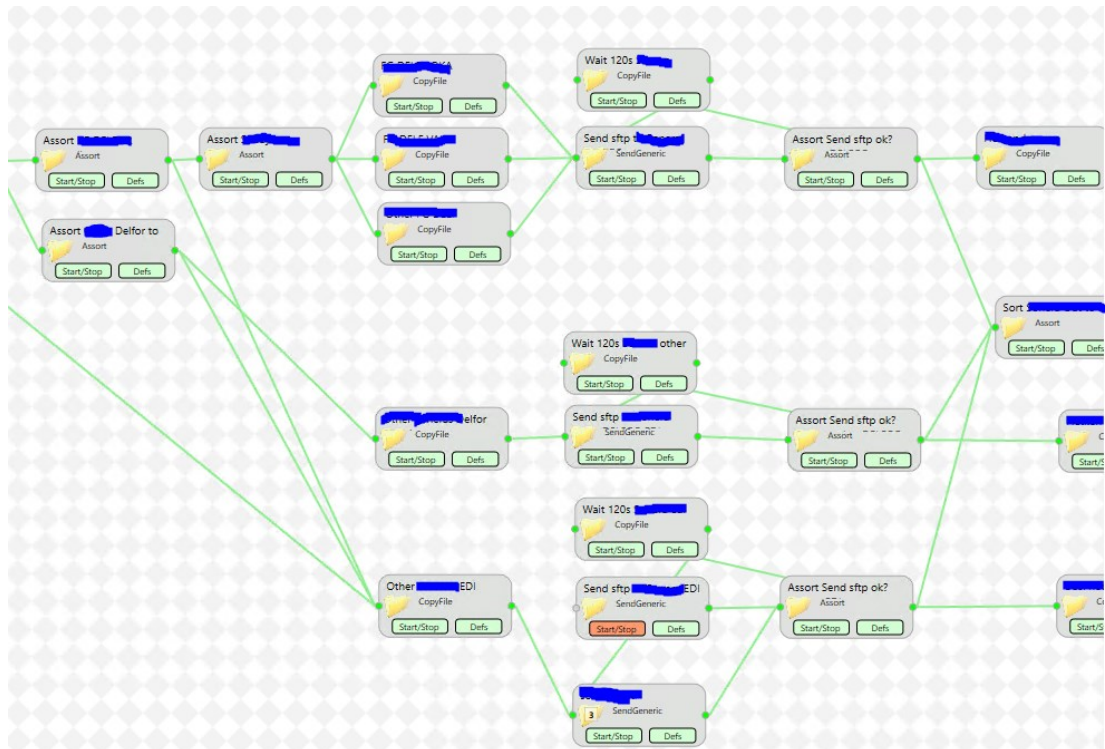 Wait 120s
CopyFile
Start/Stop Defs
CopyFile
Start/Stop Defs
Assort
Assort
Start/Stop Defs
Assort
Assort
Start/Stop Defs
CopyFile
Start/Stop Defs
Send sftp
SendGeneric
Start/Stop Defs
Assort Send sftp ok?
Assort
Start/Stop Defs
CopyFile
Start/Stop Defs
CopyFile
Start/Stop Defs
Assort Delfor to
Assort
Start/Stop Defs
Sort
Assort
Start/Stop Defs
Wait 120s other
CopyFile
Start/Stop Defs
CopyFile
Start/Stop Defs
Send sftp
SendGeneric
Start/Stop Defs
Assort Send sftp ok?
Assort
Start/Stop Defs
Wait 120s
CopyFile
Start/Stop Defs
Other EDI
CopyFile
Start/Stop Defs
Send sftp EDI
SendGeneric
Start/Stop Defs
Assort Send sftp ok?
Assort
Start/Stop Defs
3
SendGeneric
Start/Stop Defs